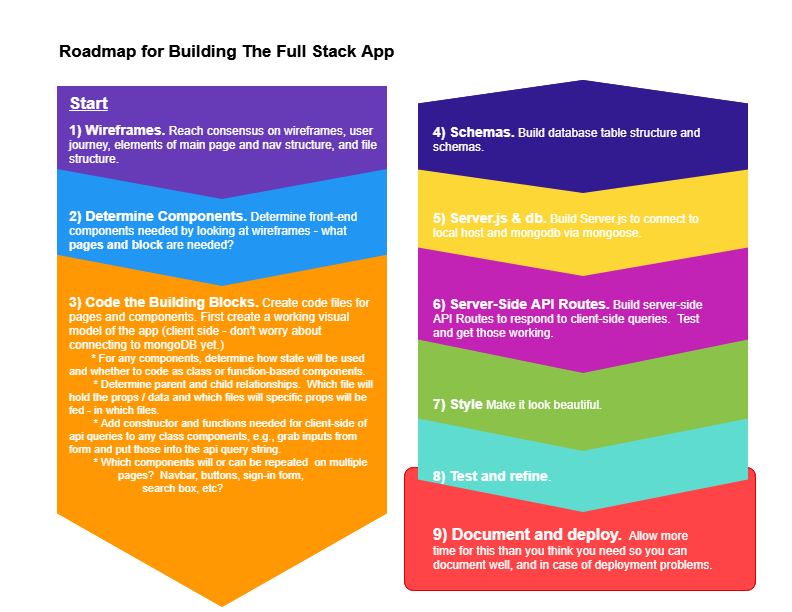 Roadmap for Building The Full Stack App
Start
1) Wireframes. Reach consensus on wireframes, user
journey, elements of main page and nav structure, and file
structure.
2) Determine Components. Determine front-end
components needed by looking at wireframes - what
pages and block are needed?
3) Code the Building Blocks. Create code files for
pages and components. First create a working visual
model of the app (client side - don't worry about
connecting to mongoDB yet.)
* For any components, determine how state will be used
and whether to code as class or function-based components.
* Determine parent and child relationships. Which file will
hold the props / data and which files will specific props will be
fed - in which files.
* Add constructor and functions needed for client-side of
api queries to any class components, e.g., grab inputs from
form and put those into the api query string.
* Which components will or can be repeated on multiple
pages? Navbar, buttons, sign-in form,
search box, etc?
4) Schemas. Build database table structure and
schemas.
5) Server.js & db. Build Server.js to connect to
local host and mongodb via mongoose.
6) Server-Side API Routes. Build server-side
API Routes to respond to client-side queries. Test
and get those working.
7) Style Make it look beautiful.
8) Test and refine.
9) Document and deploy. Allow more
time for this than you think you need so you can
document well, and in case of deployment problems.